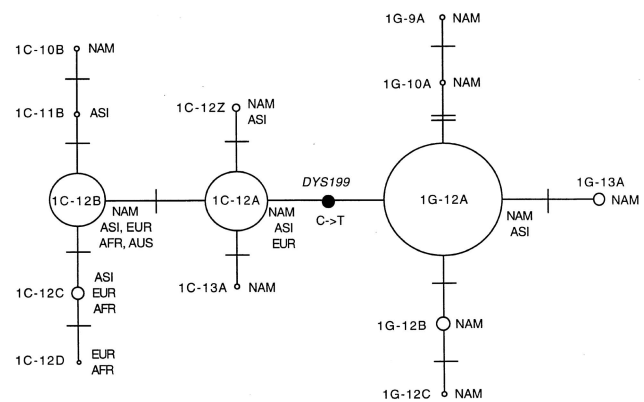 1G-9A NAM
1C-10B NAM
1G-10A NAM
1C-11B ASI
1C-12Z NAM
ASI
DYS199
C->T
1G-13A
NAM
1C-12B
1C-12A
1G-12A
NAM
ASI, EUR
AFR, AUS
NAM
ASI
EUR
NAM
ASI
1C-12C
ASI
EUR
AFR
1C-13A NAM
1G-12B NAM
1C-12D
EUR
AFR
1G-12C NAM